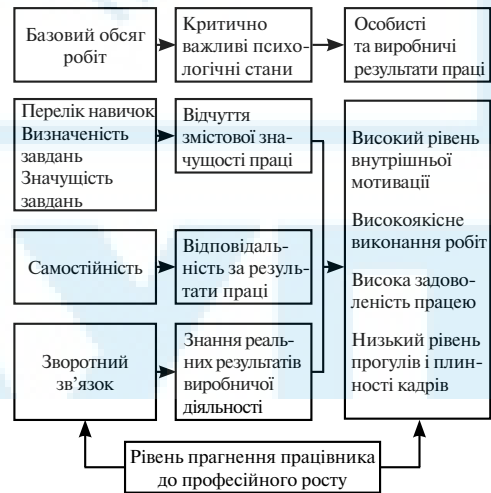 Базовий обсяг
робіт
Критично
важливі психо-
логічні стани
Особисті
та виробничі
результати праці
Перелік навичок
Визначеність
завдань
Значущість
завдань
Відчуття
змістової зна-
чущості праці
Самостійність
Відповідаль-
ність за резуль-
тати праці
Зворотний
зв’язок
Знання реаль-
них результатів
виробничої
діяльності
Високий рівень
внутрішньої
мотивації
Високоякісне
виконання робіт
Висока задово-
леність працею
Низький рівень
прогулів і плин-
ності кадрів
Рівень прагнення працівника
до професійного росту